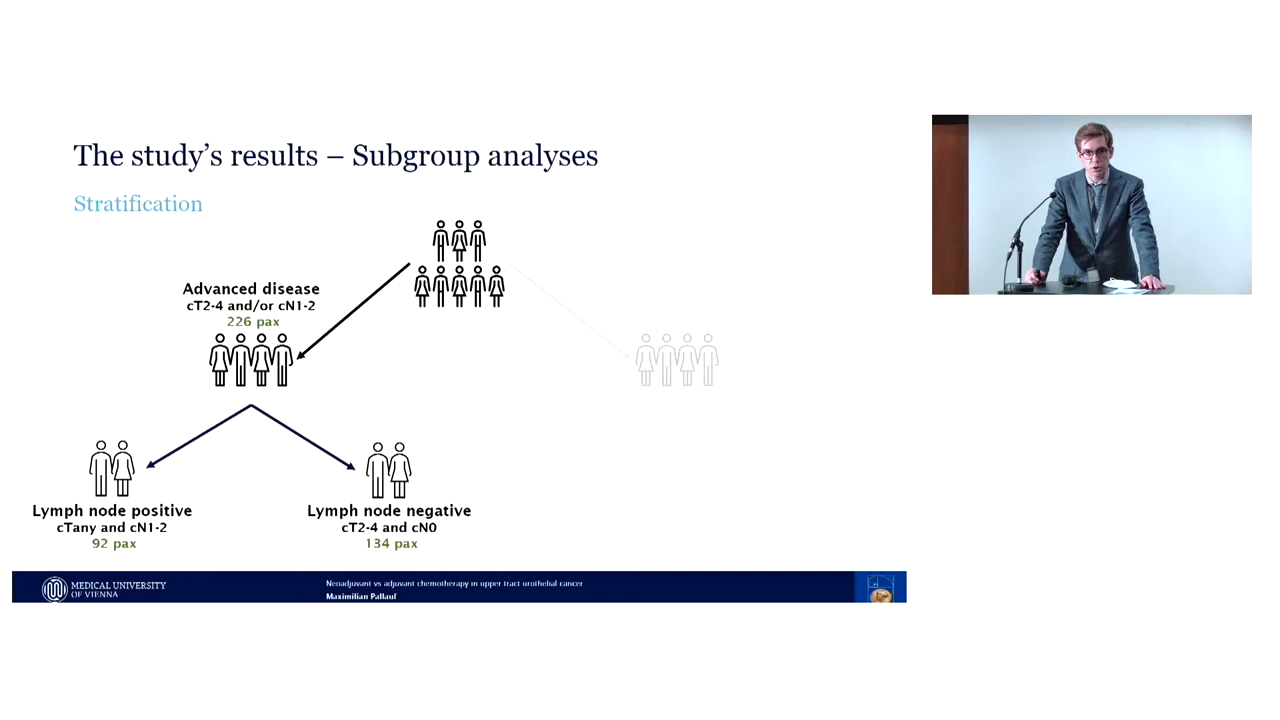 The study's results – Subgroup analyses
Stratification
Advanced disease
cT2-4 and/or cN1-2
226 pax
Lymph node positive
cTany and cN1-2
92 pax
Lymph node negative
cT2-4 and cN0
134 pax
MEDICAL UNIVERSITY
OF VIENNA
Neoadjuvant vs adjuvant chemotherapy in upper tract urothelial cancer
Maximilian Pallauf